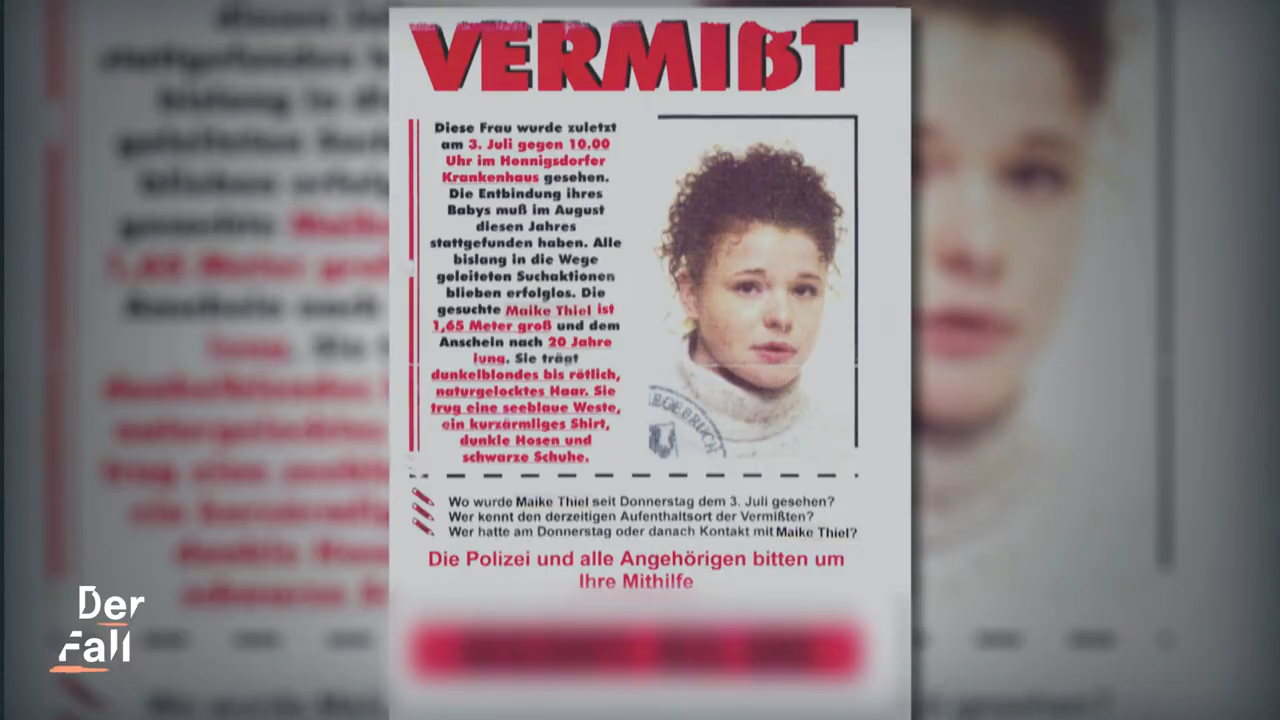 VERMIßT
Diese Frau wurde zuletzt
am 3. Juli gegen 10.00
Uhr im Hennigsdorfer
Krankenhaus gesehen.
Die Entbindung ihres
Babys muß im August
diesen Jahres
stattgefunden haben. Alle
bislang in die Wege
geleiteten Suchaktionen
blieben erfolglos. Die
gesuchte Maike Thiel ist
1,65 Meter groß und dem
Anschein nach 20 Jahre
jung. Sie trägt
dunkelblondes bis rötlich,
naturgelocktes Haar. Sie
trug eine seeblaue Weste,
ein kurzärmliges Shirt,
dunkle Hosen und
schwarze Schuhe.
Wo wurde Maike Thiel seit Donnerstag dem 3. Juli gesehen?
Wer kennt den derzeitigen Aufenthaltsort der Vermißten?
Wer hatte am Donnerstag oder danach Kontakt mit Maike Thiel?
Die Polizei und alle Angehörigen bitten um
Ihre Mithilfe
Der
Fall